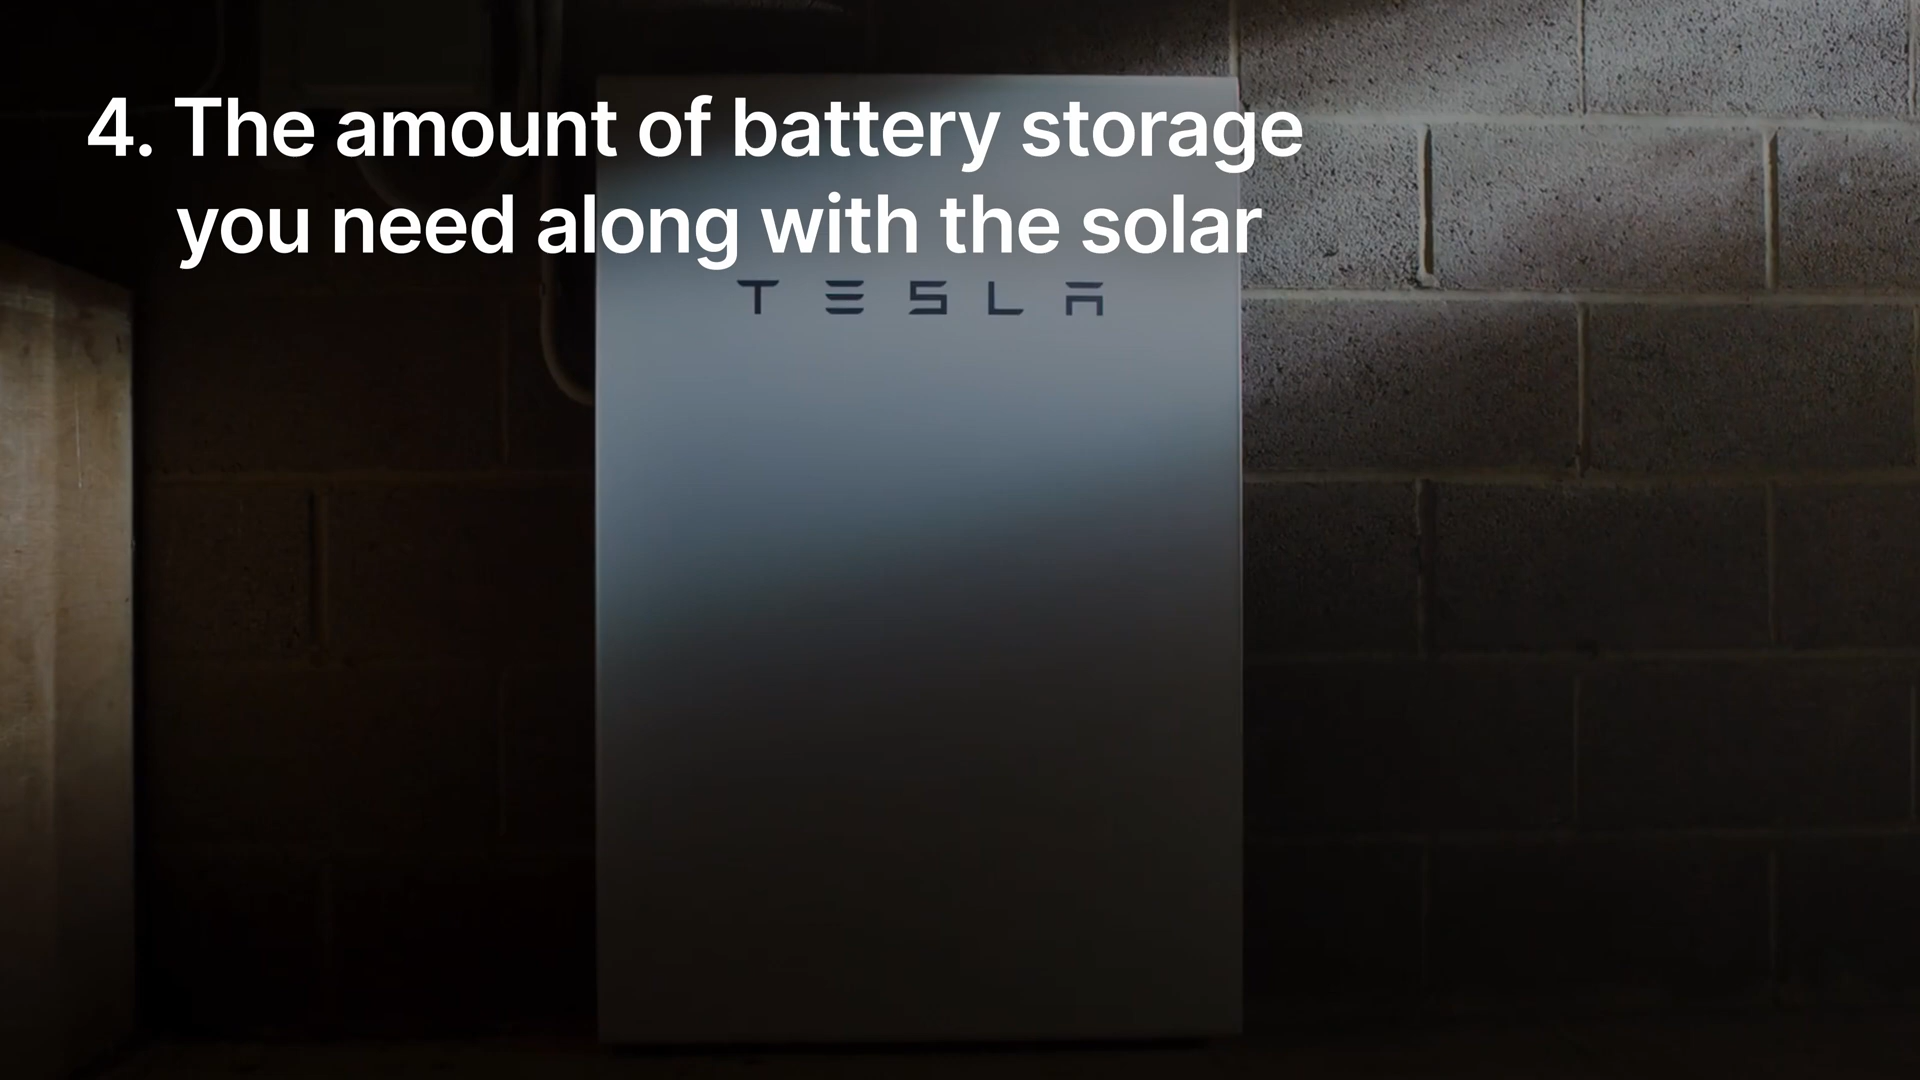 4. The amount of battery storage
you need along with the solar
TESLA